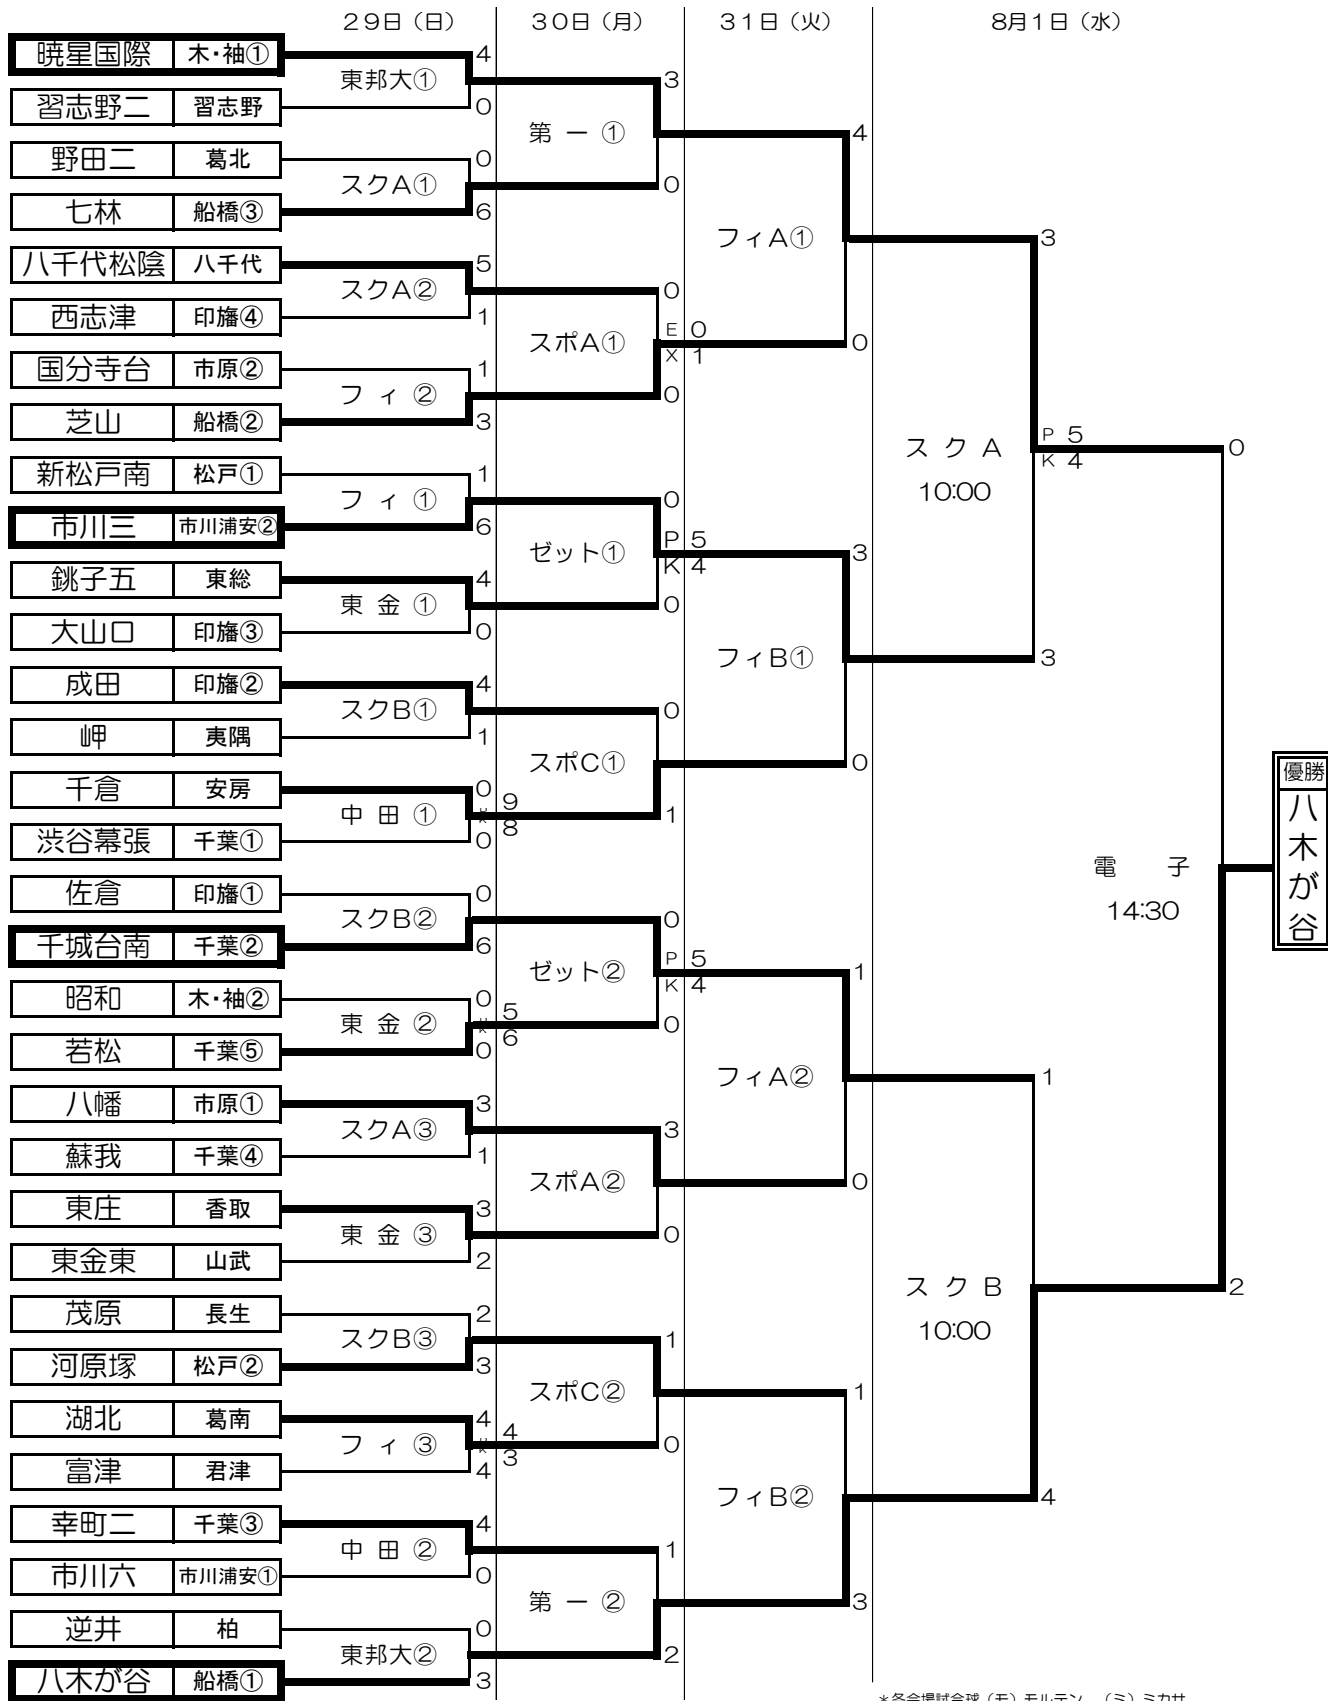 29日（日） 30日（月） 31日（火） 8月1日（水）
暁星国際 木・袖① 4
東邦大① 3
習志野二 習志野 0
第一① 4
野田二 葛北 0
スクA① 0
七林 船橋③ 6
フィA① 3
八千代松陰 八千代 5
スクA② 0
西志津 印旛④ 1
スポA① EX 0 1 0
国分寺台 市原② 1
フィ② 0
芝山 船橋② 3
スクA 10:00 PK 5 4 0
新松戸南 松戸① 1
フィ① 0
市川三 市川浦安② 6
ゼット① PK 5 4 3
銚子五 東総 4
東金① 0
大山口 印旛③ 0
フィB① 3
成田 印旛② 4
スクB① 0
岬 夷隅 1
スポC① 0
千倉 安房 0
中田① 9 8 1
渋谷幕張 千葉① 0
電子 14:30
優勝 八木が谷
佐倉 印旛① 0
スクB② 0
千城台南 千葉② 6
ゼット② PK 5 4 1
昭和 木・袖② 0
東金② 5 6 0
若松 千葉⑤ 0
フィA② 1
八幡 市原① 3
スクA③ 3
蘇我 千葉④ 1
スポA② 0
東庄 香取 3
東金③ 0
東金東 山武 2
スクB 10:00 2
茂原 長生 2
スクB③ 1
河原塚 松戸② 3
スポC② 1
湖北 葛南 4
フィ③ 4 3 0
富津 君津 4
フィB② 4
幸町二 千葉③ 4
中田② 1
市川六 市川浦安① 0
第一② 3
逆井 柏 0
東邦大② 2
八木が谷 船橋① 3